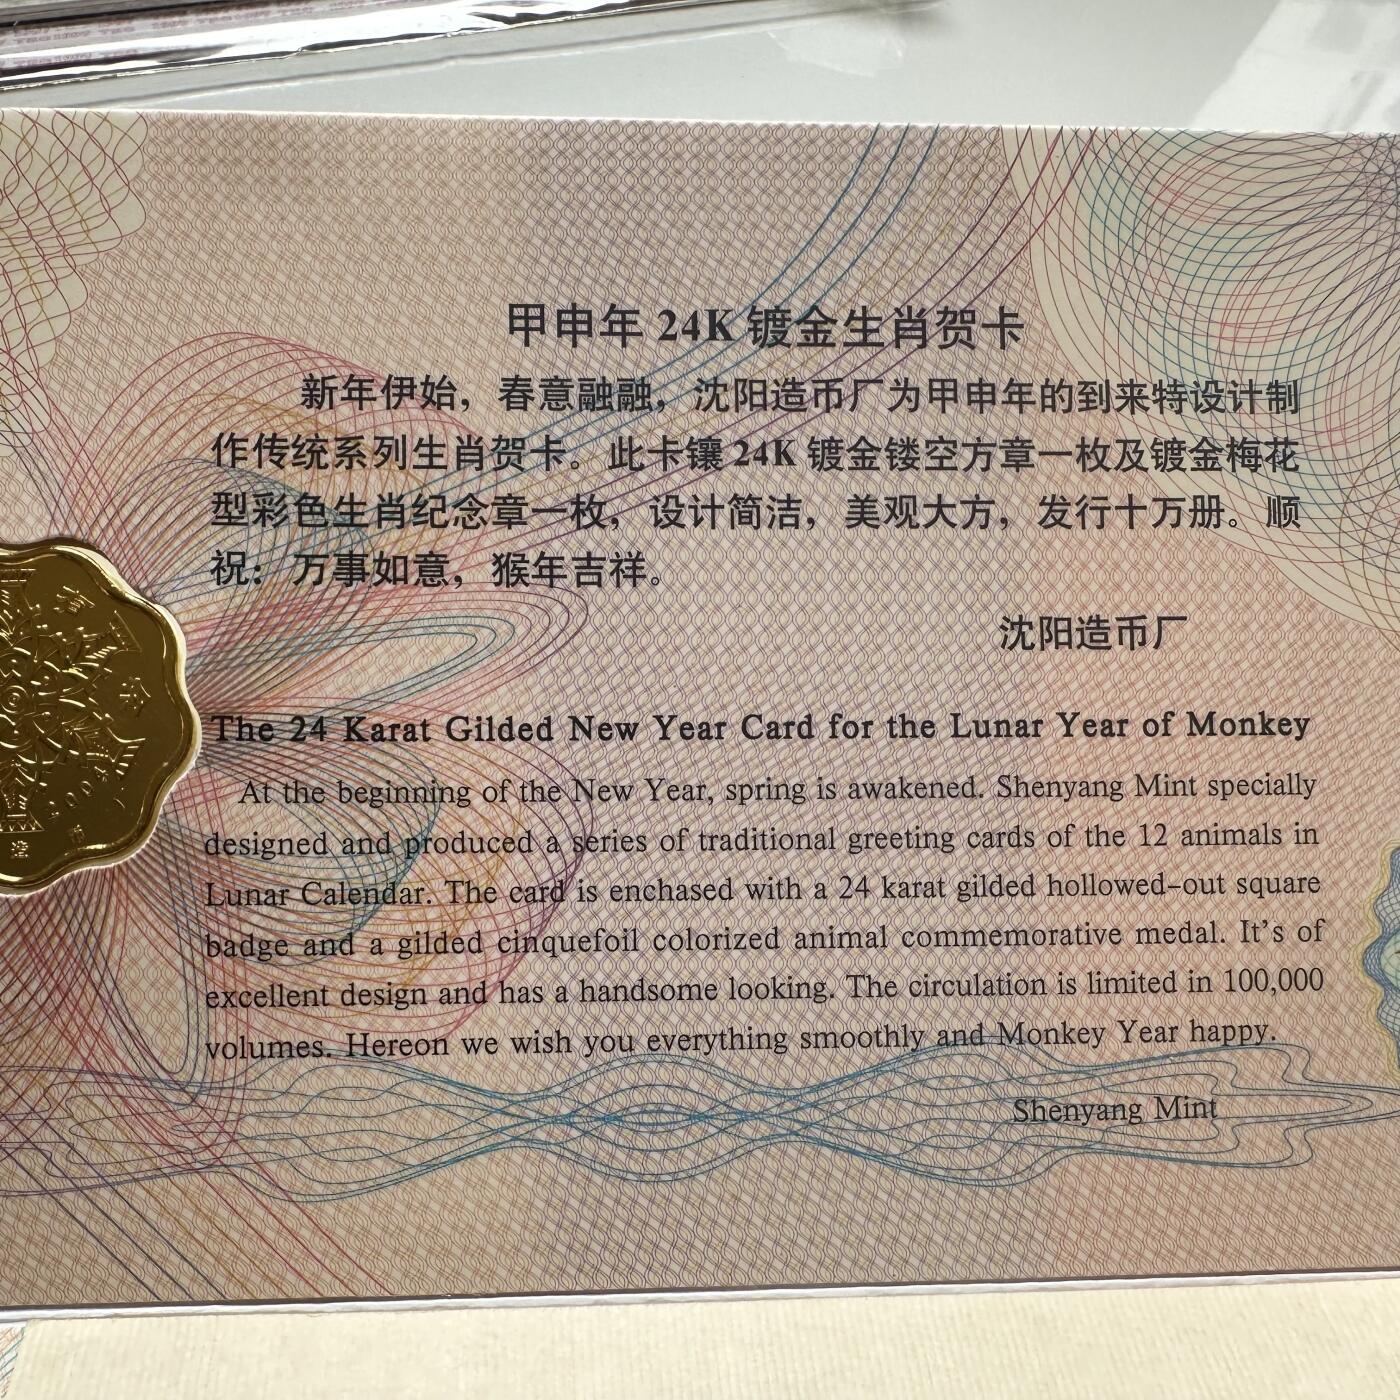 甲申年 24K 镀金生肖贺卡
新年伊始，春意融融，沈阳造币厂为甲申年的到来特设计制
作传统系列生肖贺卡。此卡镶 24K 镀金镂空方章一枚及镀金梅花
型彩色生肖纪念章一枚，设计简洁，美观大方，发行十万册。顺
祝：万事如意，猴年吉祥。
沈阳造币厂
The 24 Karat Gilded New Year Card for the Lunar Year of Monkey
At the beginning of the New Year, spring is awakened. Shenyang Mint specially
designed and produced a series of traditional greeting cards of the 12 animals in
Lunar Calendar. The card is enchased with a 24 karat gilded hollowed-out square
badge and a gilded cinquefoil colorized animal commemorative medal. It's of
excellent design and has a handsome looking. The circulation is limited in 100,000
volumes. Hereon we wish you everything smoothly and Monkey Year happy.
Shenyang Mint